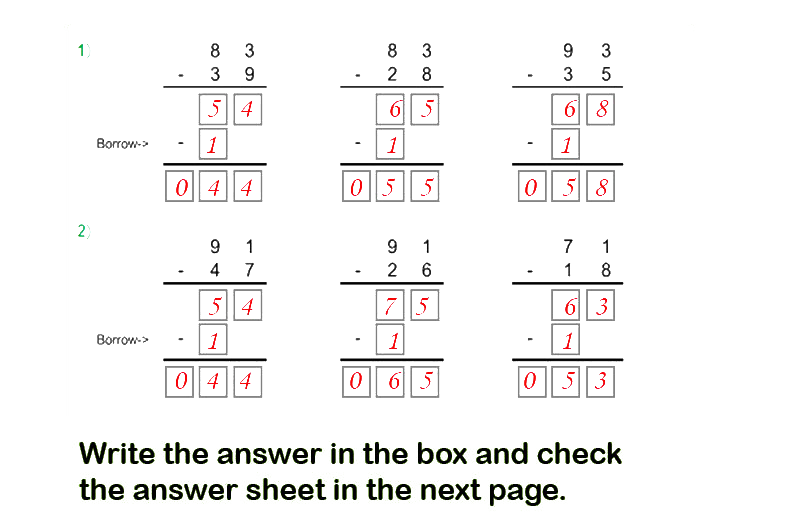 1)
8 3 8 3 9 3
- 3 9 - 2 8 - 3 5
5 4 6 5 6 8
Borrow-> - 1 - 1 - 1
0 4 4 0 5 5 0 5 8
2)
9 1 9 1 7 1
- 4 7 - 2 6 - 1 8
5 4 7 5 6 3
Borrow-> - 1 - 1 - 1
0 4 4 0 6 5 0 5 3
Write the answer in the box and check
the answer sheet in the next page.